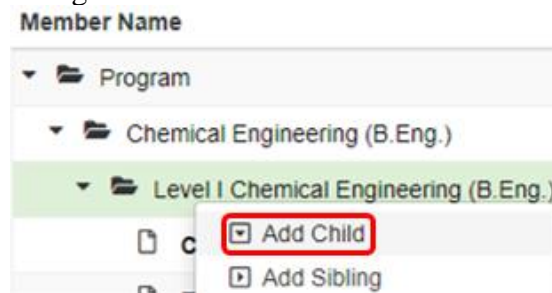 Member Name
Program
Chemical Engineering (B.Eng.)
Level I Chemical Engineering (B.Eng.)
Add Child
Add Sibling